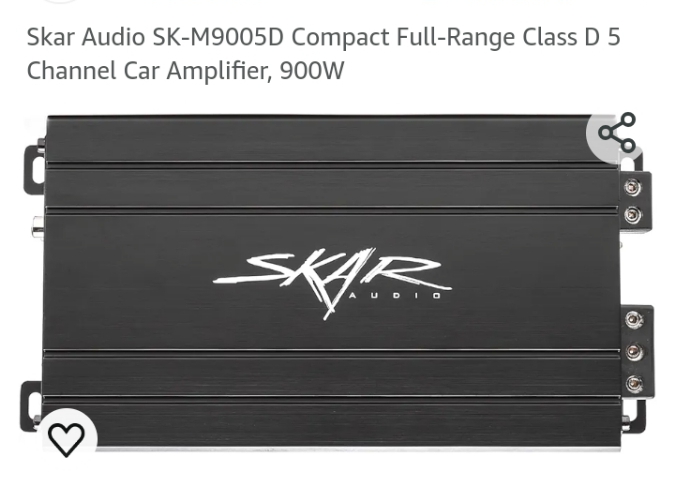 Skar Audio SK-M9005D Compact Full-Range Class D 5
Channel Car Amplifier, 900W
SKAR
AUDIO